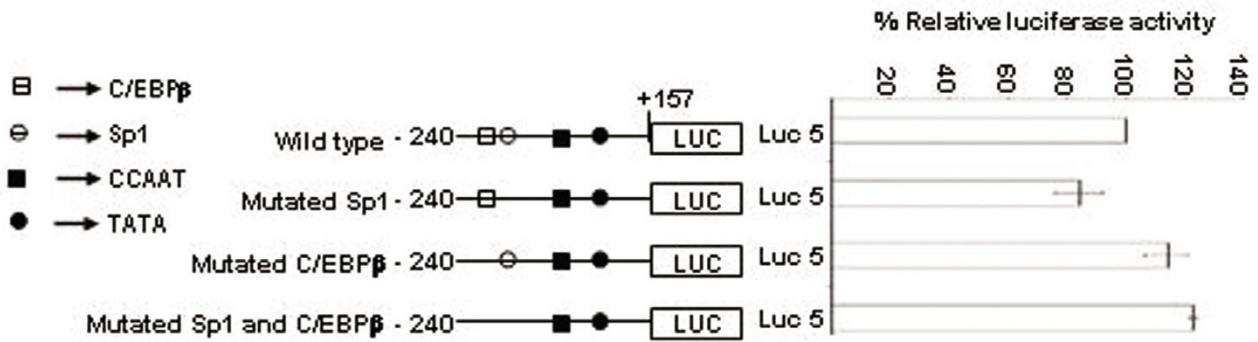 % Relative luciferase activity
20 40 60 80 100 120 140
C/EBPβ
Sp1
CCAAT
TATA
+157
Wild type - 240 LUC Luc 5
Mutated Sp1 - 240 LUC Luc 5
Mutated C/EBPβ - 240 LUC Luc 5
Mutated Sp1 and C/EBPβ - 240 LUC Luc 5